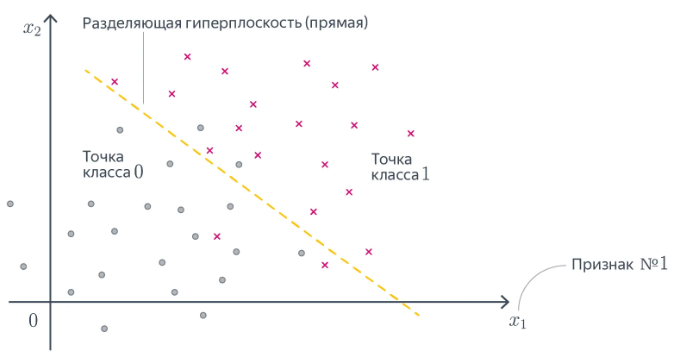 x₂
Разделяющая гиперплоскость (прямая)
Точка
класса 0
Точка
класса 1
Признак №1
0
x₁